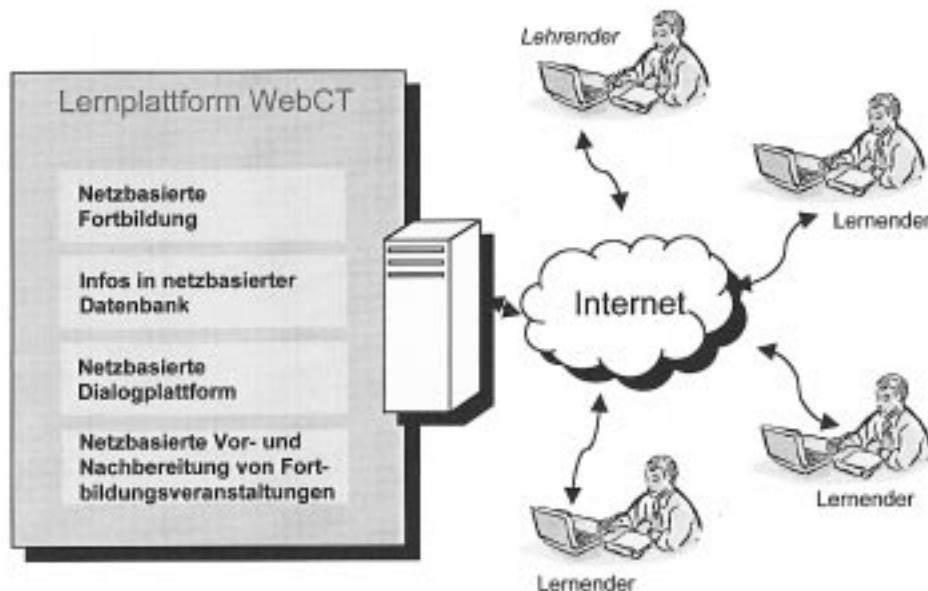 Lernplattform WebCT
Netzbasierte
Fortbildung
Infos in netzbasierter
Datenbank
Netzbasierte
Dialogplattform
Netzbasierte Vor- und
Nachbereitung von Fort-
bildungsveranstaltungen
Internet
Lehrender
Lernender
Lernender
Lernender